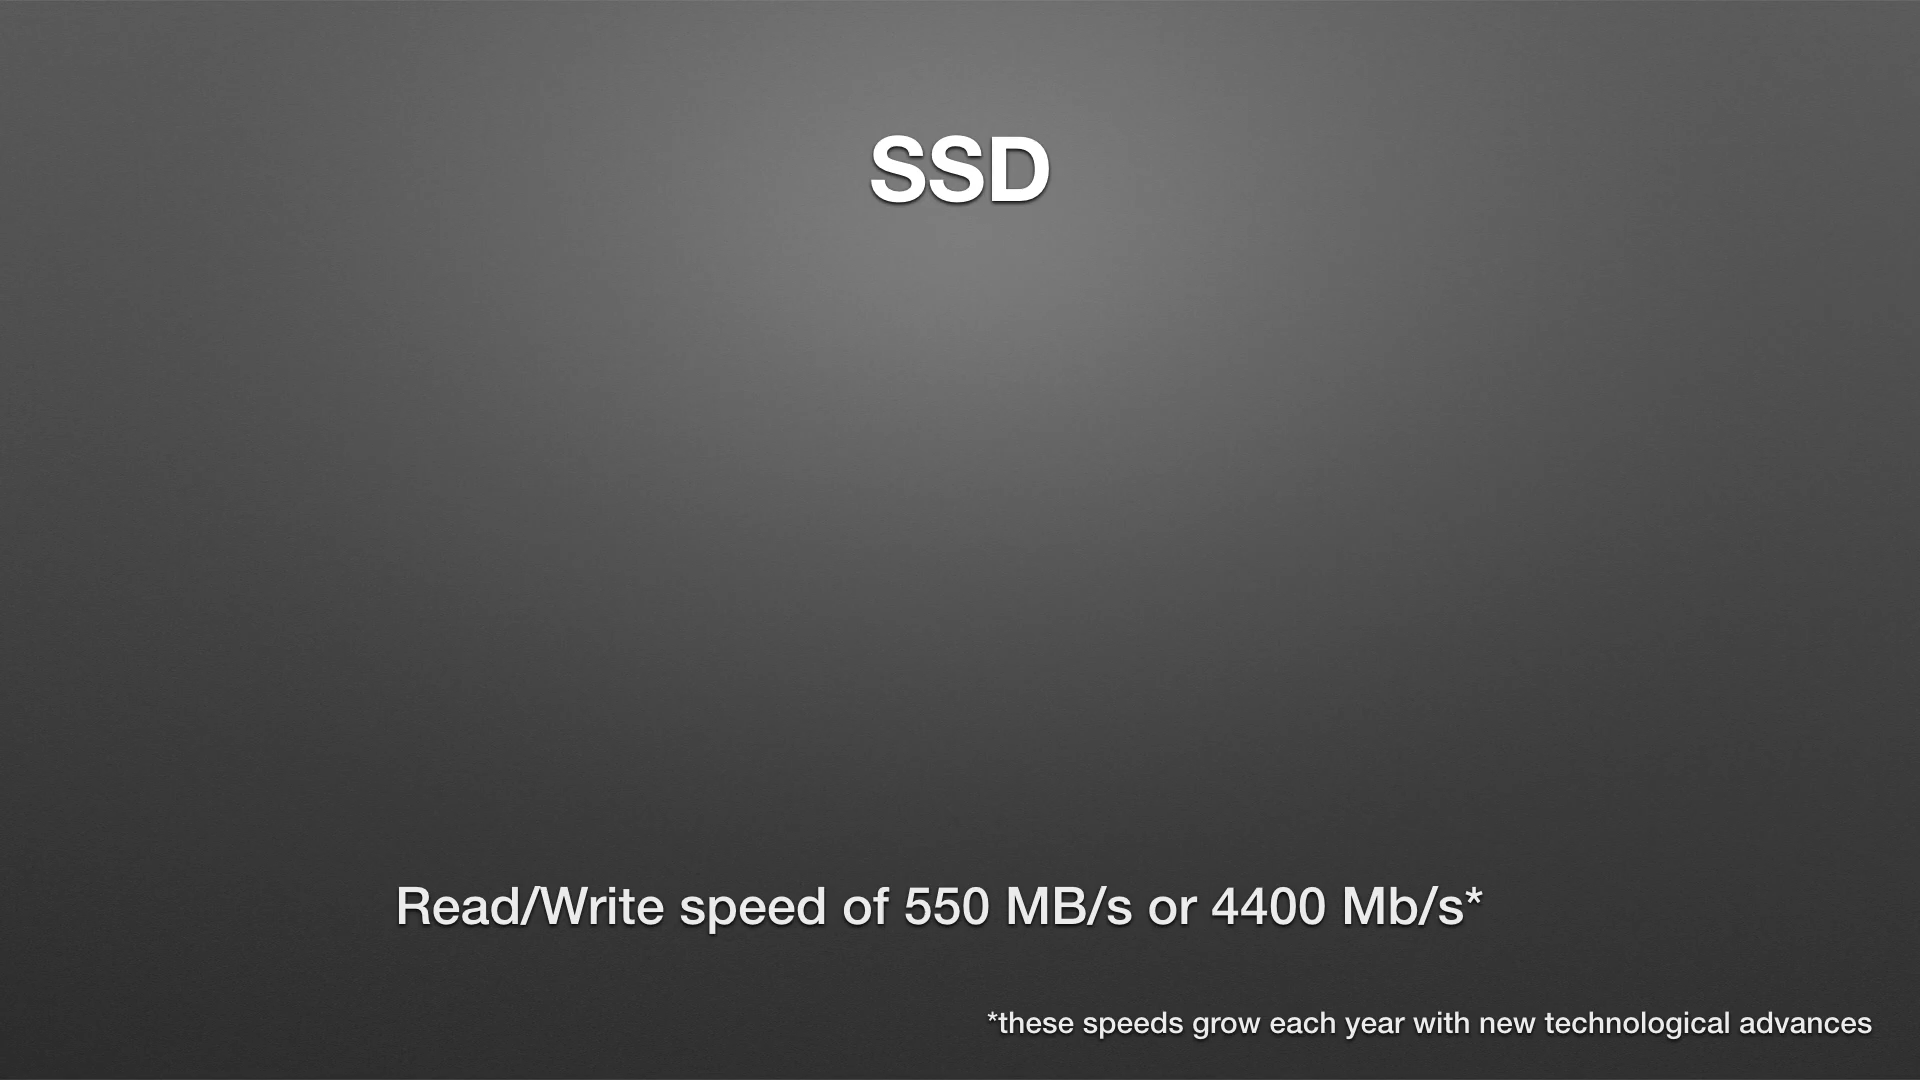 SSD
Read/Write speed of 550 MB/s or 4400 Mb/s*
*these speeds grow each year with new technological advances